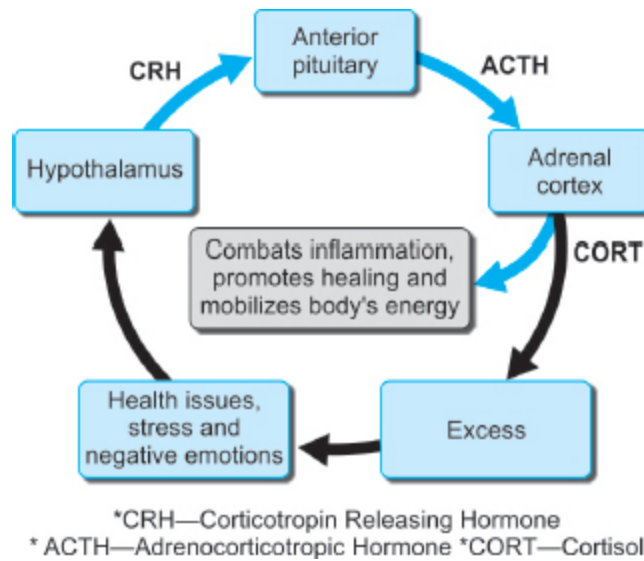 Anterior
pituitary
CRH
ACTH
Hypothalamus
Adrenal
cortex
Combats inflammation,
promotes healing and
mobilizes body's energy
CORT
Health issues,
stress and
negative emotions
Excess
*CRH—Corticotropin Releasing Hormone
* ACTH—Adrenocorticotropic Hormone *CORT—Cortisol